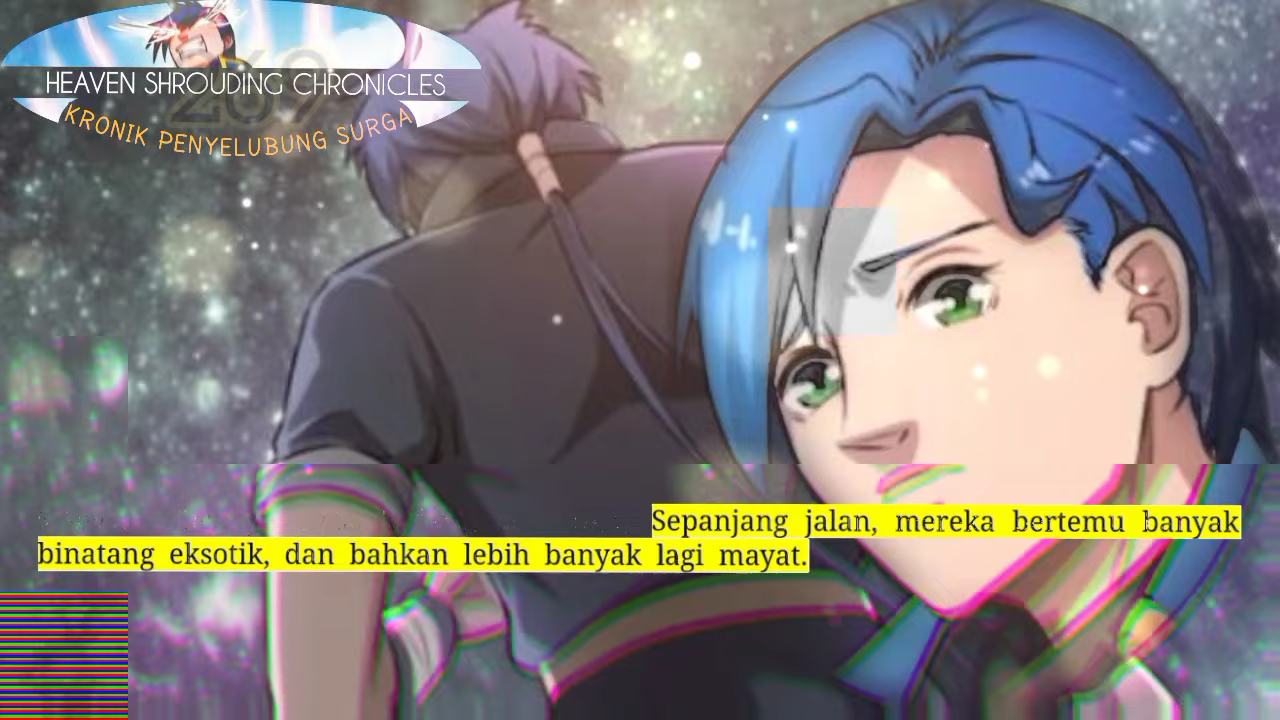 269
HEAVEN SHROUDING CHRONICLES
KRONIK PENYELUBUNG SURGA
Sepanjang jalan, mereka bertemu banyak
binatang eksotik, dan bahkan lebih banyak lagi mayat.